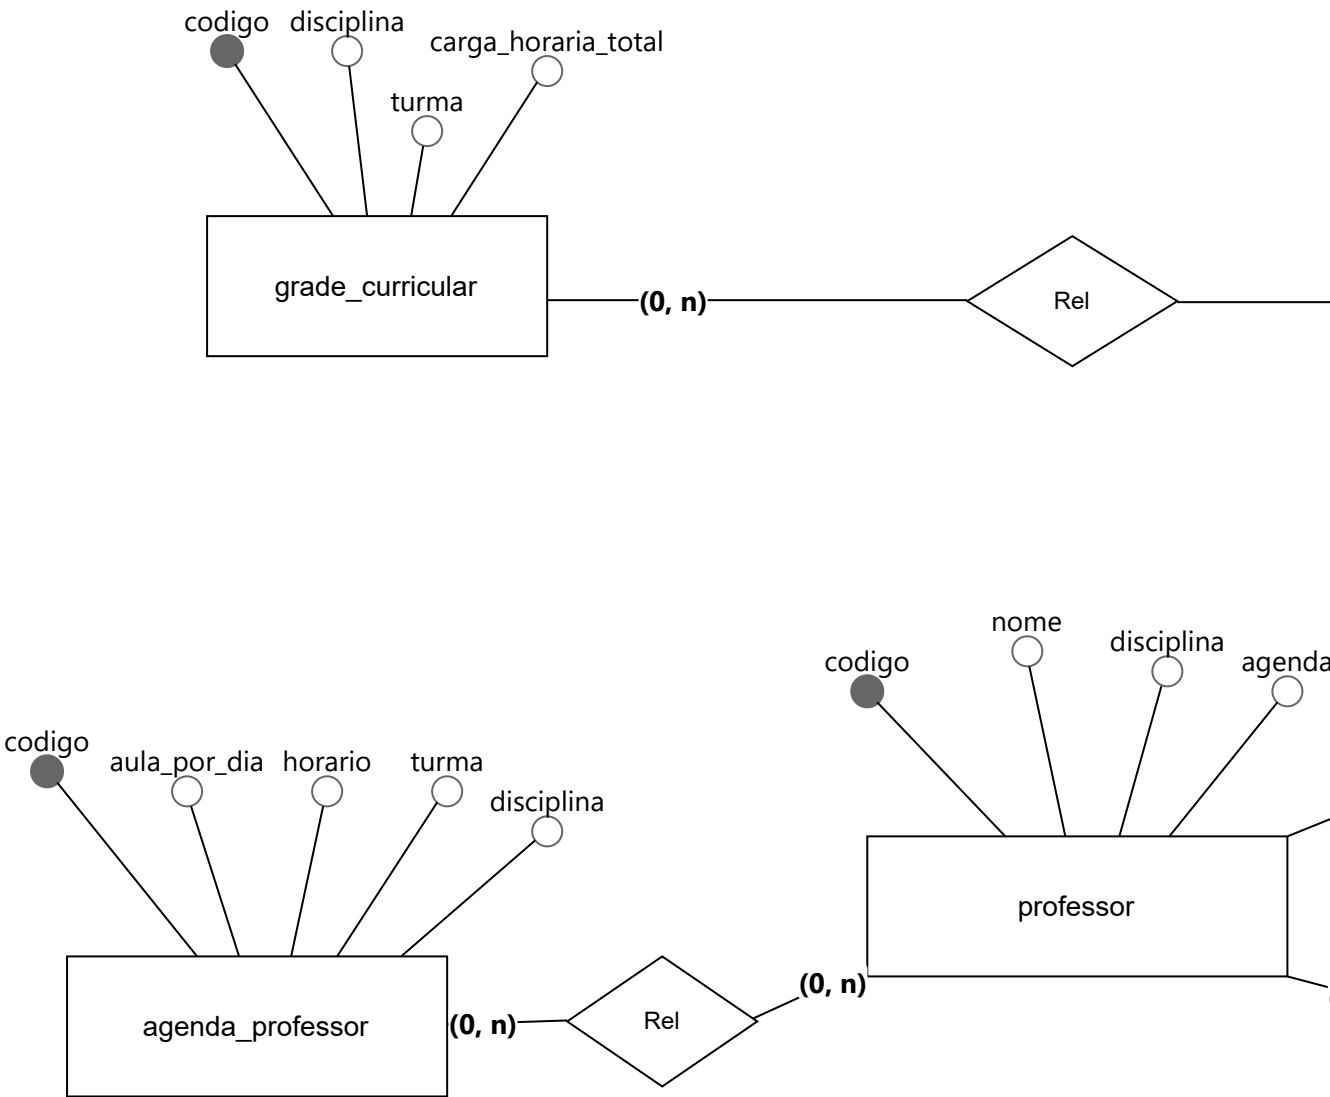 codigo
disciplina
carga_horaria_total
turma
grade_curricular
(0, n)
Rel
nome
disciplina
codigo
agenda
codigo
aula_por_dia
horario
turma
disciplina
professor
(0, n)
agenda_professor
(0, n)
Rel